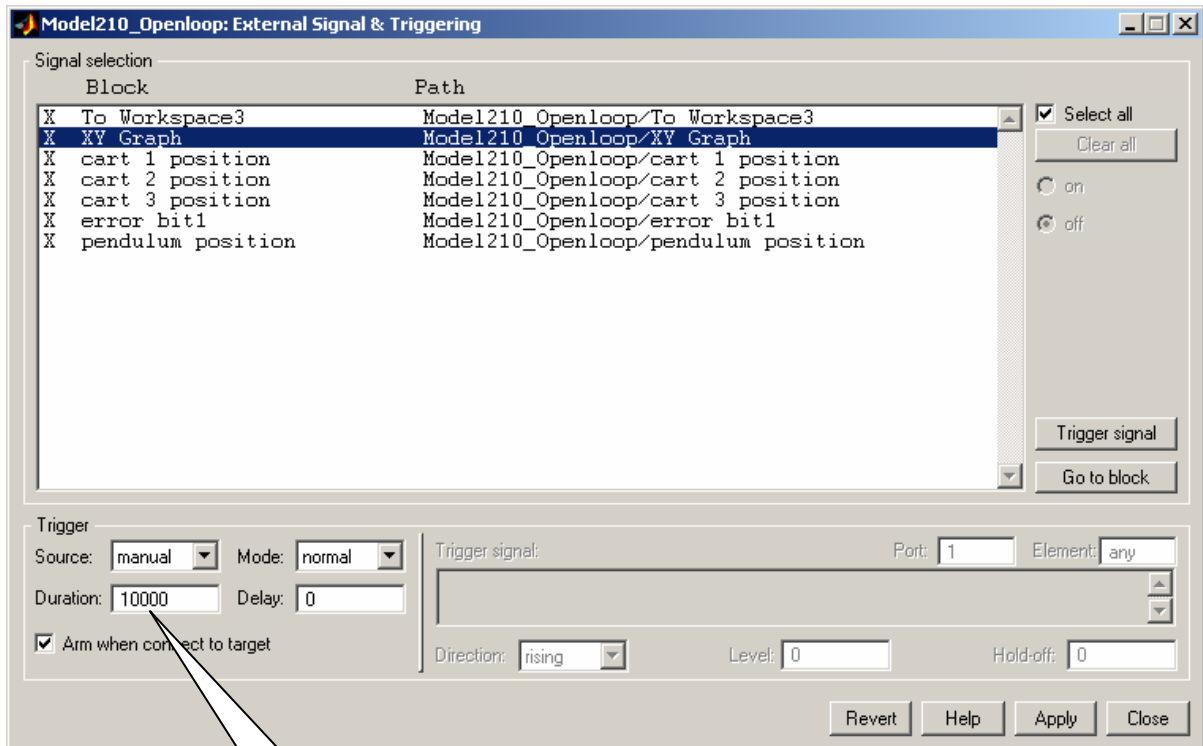 Model210_Openloop: External Signal & Triggering
Signal selection
Block Path
X To Workspace3 Model210_Openloop/To Workspace3
X XY Graph Model210_Openloop/XY Graph
X cart 1 position Model210_Openloop/cart 1 position
X cart 2 position Model210_Openloop/cart 2 position
X cart 3 position Model210_Openloop/cart 3 position
X error bit1 Model210_Openloop/error bit1
X pendulum position Model210_Openloop/pendulum position
Select all
Clear all
on
off
Trigger signal
Go to block
Trigger
Source: manual Mode: normal
Duration: 10000 Delay: 0
Arm when connect to target
Trigger signal: Port: 1 Element: any
Direction: rising Level: 0 Hold-off: 0
Revert Help Apply Close